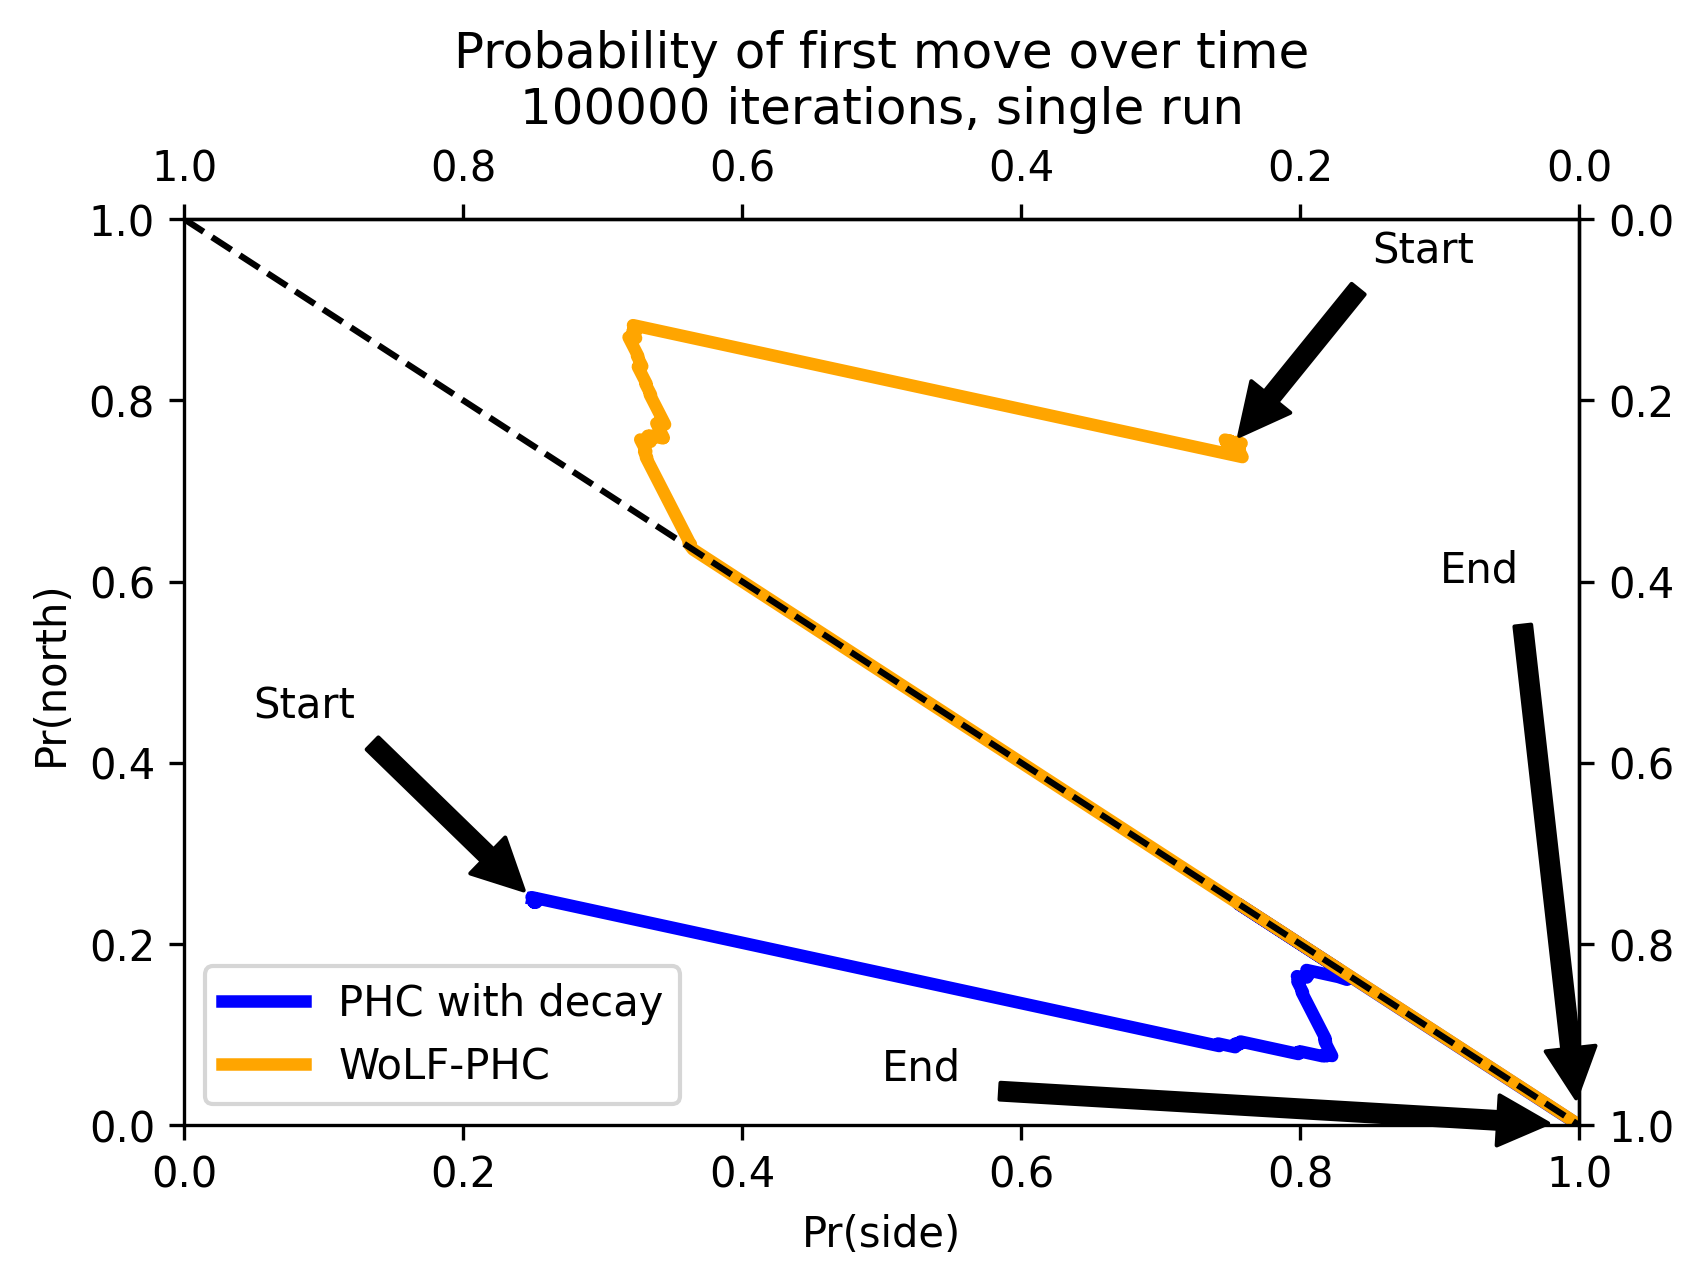 Probability of first move over time
100000 iterations, single run
1.0 0.8 0.6 0.4 0.2 0.0
1.0 0.0
Start
0.8 0.2
End
0.6 0.4
Pr(north)
Start
0.4 0.6
0.2 0.8
PHC with decay
WoLF-PHC
End
0.0 1.0
0.0 0.2 0.4 0.6 0.8 1.0
Pr(side)